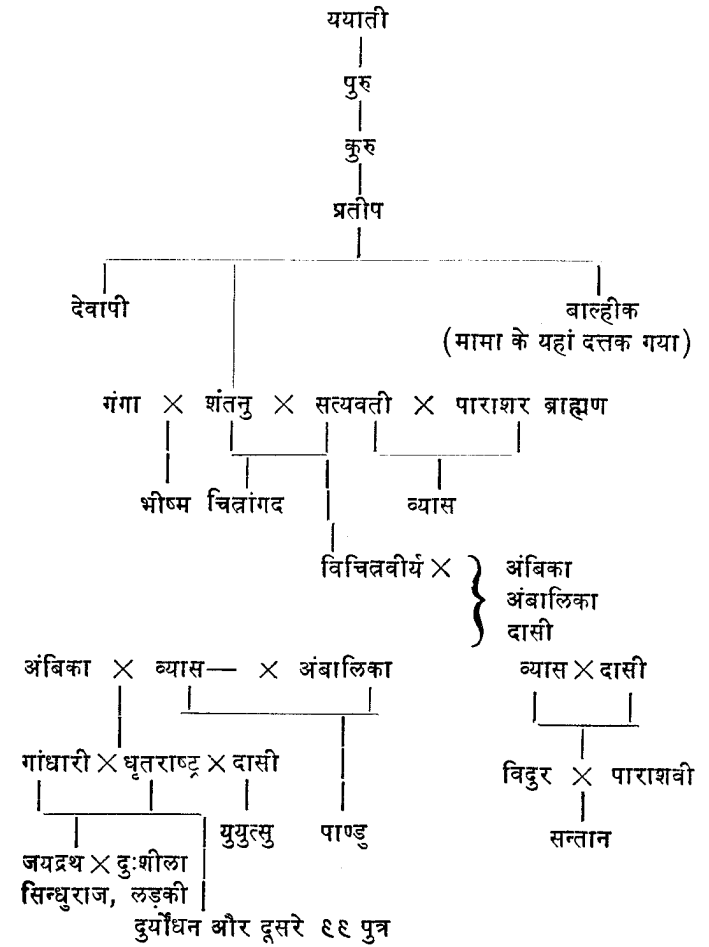 ययाती
पुरु
कुरु
प्रतीप
देवापी
बाल्हीक
(मामा के यहां दत्तक गया)
गंगा × शंतनु × सत्यवती × पाराशर ब्राह्मण
भीष्म चित्रांगद व्यास
विचित्रवीर्य × } अंबिका
अंबालिका
दासी
अंबिका × व्यास— × अंबालिका व्यास × दासी
गांधारी × धृतराष्ट्र × दासी विदुर × पाराशवी
युयुत्सु पाण्डु सन्तान
जयद्रथ × दुःशीला
सिन्धुराज, लड़की
दुर्योंधन और दूसरे ९९ पुत्र